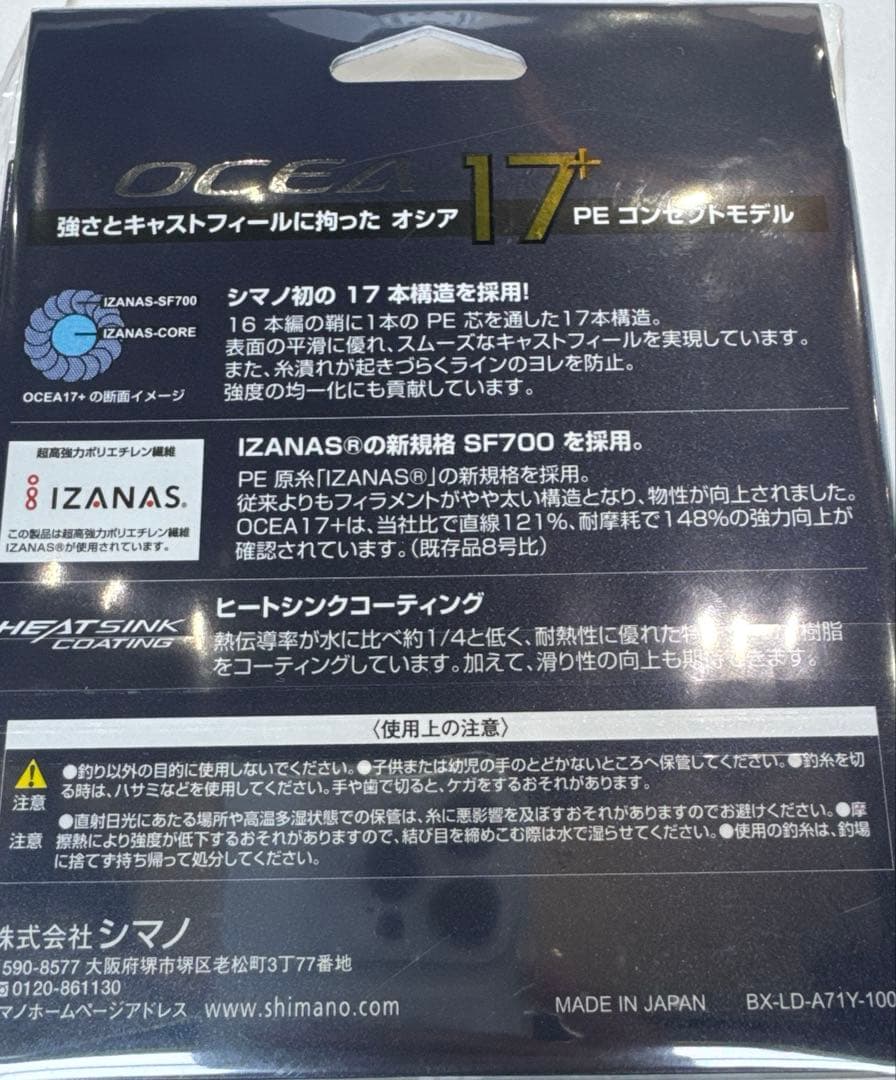 OCEA 17+
強さとキャストフィールに拘った オシア PE コンセプトモデル
IZANAS-SF700
IZANAS-CORE
OCEA17+ の断面イメージ
シマノ初の 17 本構造を採用!
16 本編の鞘に1本の PE 芯を通した17本構造。
表面の平滑に優れ、スムーズなキャストフィールを実現しています。
また、糸潰れが起きづらくラインのヨレを防止。
強度の均一化にも貢献しています。
超高強力ポリエチレン繊維
IZANAS®
この製品は超高強力ポリエチレン繊維
IZANAS®が使用されています。
IZANAS®の新規格 SF700 を採用。
PE 原糸「IZANAS®」の新規格を採用。
従来よりもフィラメントがやや太い構造となり、物性が向上されました。
OCEA17+は、当社比で直線121%、耐摩耗で148%の強力向上が
確認されています。(既存品8号比)
HEATSINK
COATING
ヒートシンクコーティング
熱伝導率が水に比べ約1/4と低く、耐熱性に優れた特 樹脂
をコーティングしています。加えて、滑り性の向上も期待できます。
〈使用上の注意〉
注意
●釣り以外の目的に使用しないでください。●子供または幼児の手のとどかないところへ保管してください。●釣糸を切
る時は、ハサミなどを使用してください。手や歯で切ると、ケガをするおそれがあります。
注意
●直射日光にあたる場所や高温多湿状態での保管は、糸に悪影響を及ぼすおそれがありますのでお避けください。●摩
擦熱により強度が低下するおそれがありますので、結び目を締めこむ際は水で湿らせてください。●使用の釣糸は、釣場
に捨てず持ち帰って処分してください。
株式会社 シマノ
590-8577 大阪府堺市堺区老松町3丁77番地
0120-861130
マノホームページアドレス www.shimano.com
MADE IN JAPAN BX-LD-A71Y-100